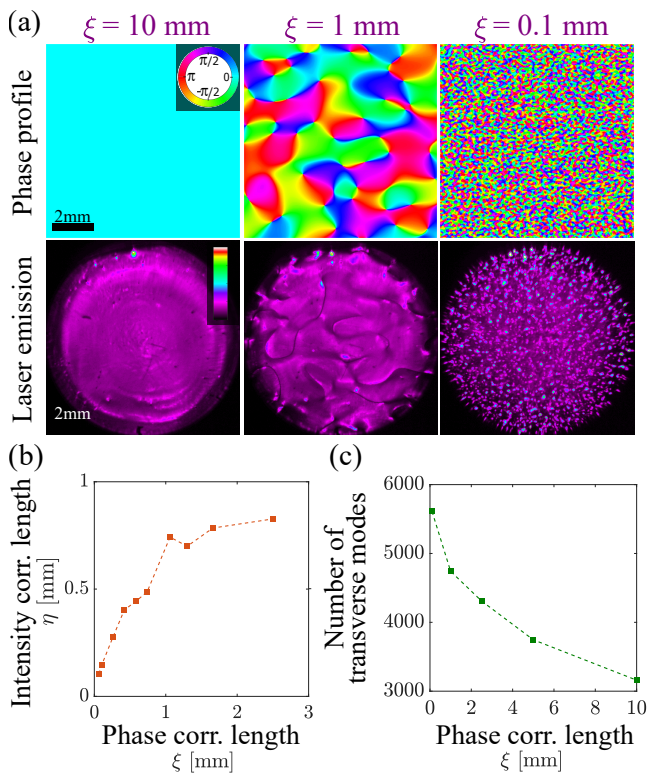 (a)
ξ = 10 mm ξ = 1 mm ξ = 0.1 mm
Phase profile
π/2
π 0
-π/2
2mm
Laser emission
2mm
(b)
Intensity corr. length
η [mm]
1
0.5
0
0 1 2 3
Phase corr. length
ξ [mm]
(c)
Number of
transverse modes
6000
5000
4000
3000
0 2 4 6 8 10
Phase corr. length
ξ [mm]